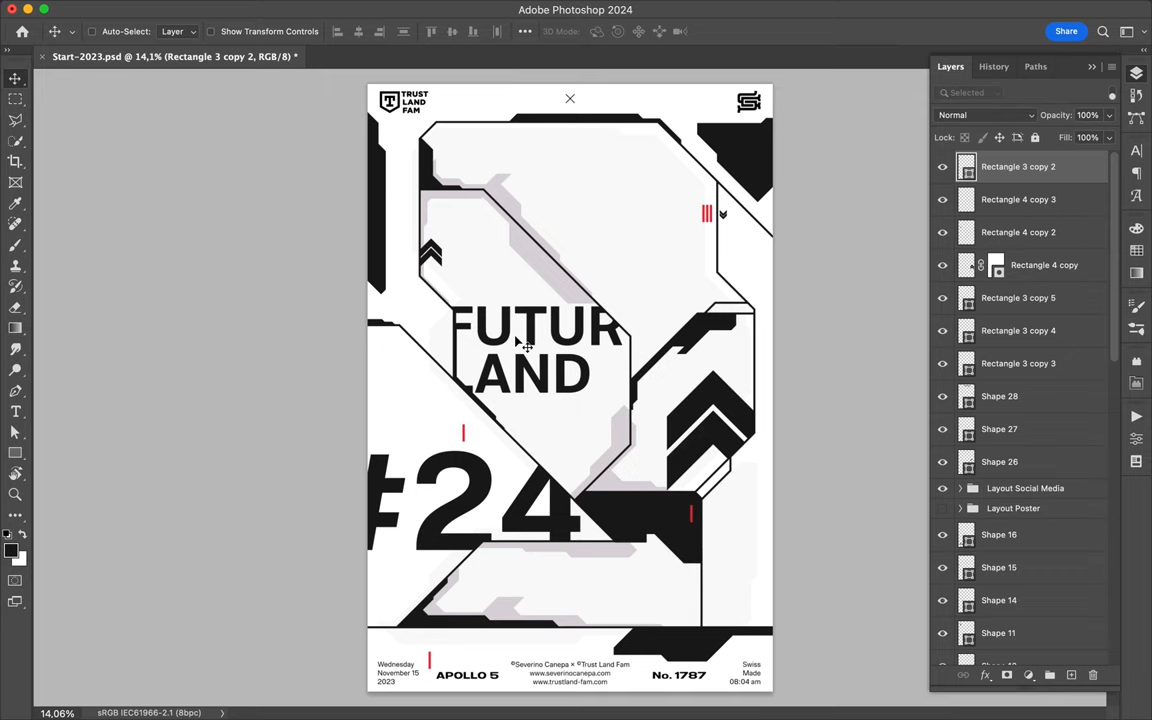 Adobe Photoshop 2024
Auto-Select: Layer Show Transform Controls 3D Mode: Share
Start-2023.psd @ 14,1% (Rectangle 3 copy 2, RGB/8) *
Layers History Paths
Selected
Normal Opacity: 100%
Lock: Fill: 100%
Rectangle 3 copy 2
Rectangle 4 copy 3
Rectangle 4 copy 2
Rectangle 4 copy
Rectangle 3 copy 5
Rectangle 3 copy 4
Rectangle 3 copy 3
Shape 28
Shape 27
Shape 26
Layout Social Media
Layout Poster
Shape 16
Shape 15
Shape 14
Shape 11
TRUST
LAND
FAM
FUTUR
LAND
#24
Wednesday
November 15
2023
APOLLO 5
©Severino Canepa × ©Trust Land Fam
www.severinocanepa.com
www.trustland-fam.com
No. 1787
Swiss
Made
08:04 am
14,06% sRGB IEC61966-2.1 (8bpc)